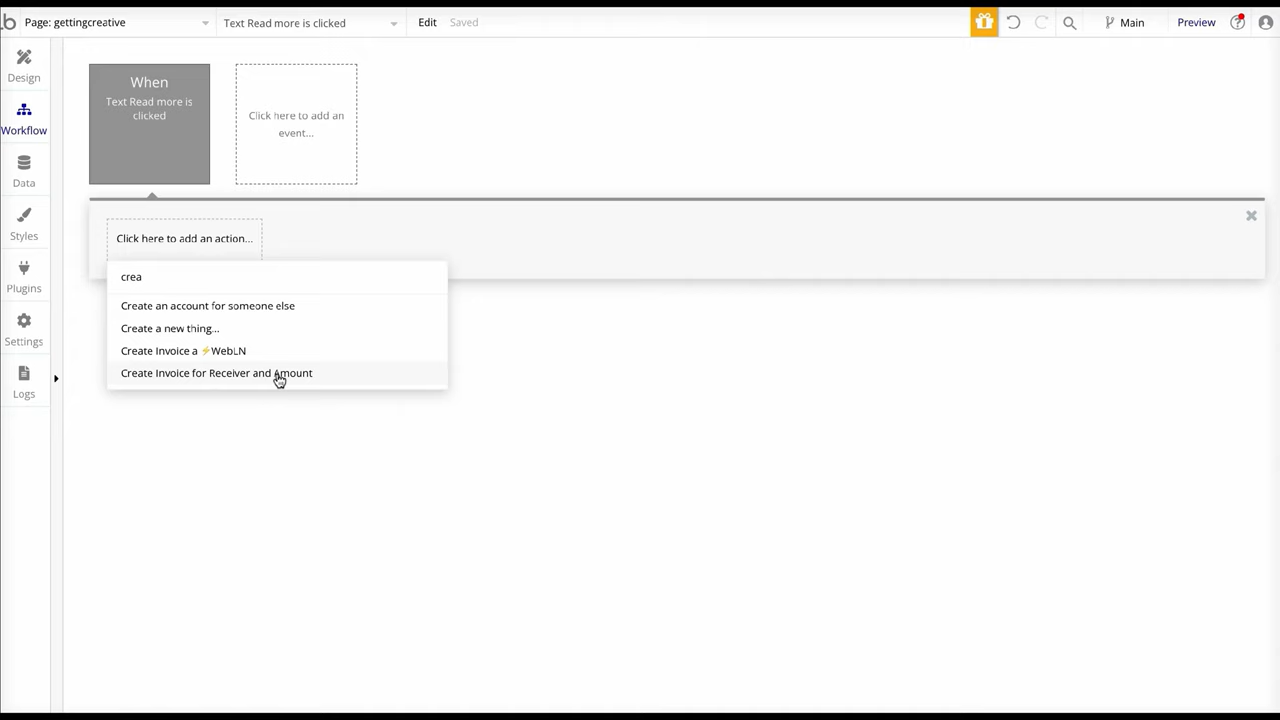 b Page: gettingcreative Text Read more is clicked Edit Saved Main Preview
Design
Workflow
Data
Styles
Plugins
Settings
Logs
When
Text Read more is
clicked
Click here to add an
event...
Click here to add an action...
crea
Create an account for someone else
Create a new thing...
Create Invoice a ⚡WebLN
Create Invoice for Receiver and Amount